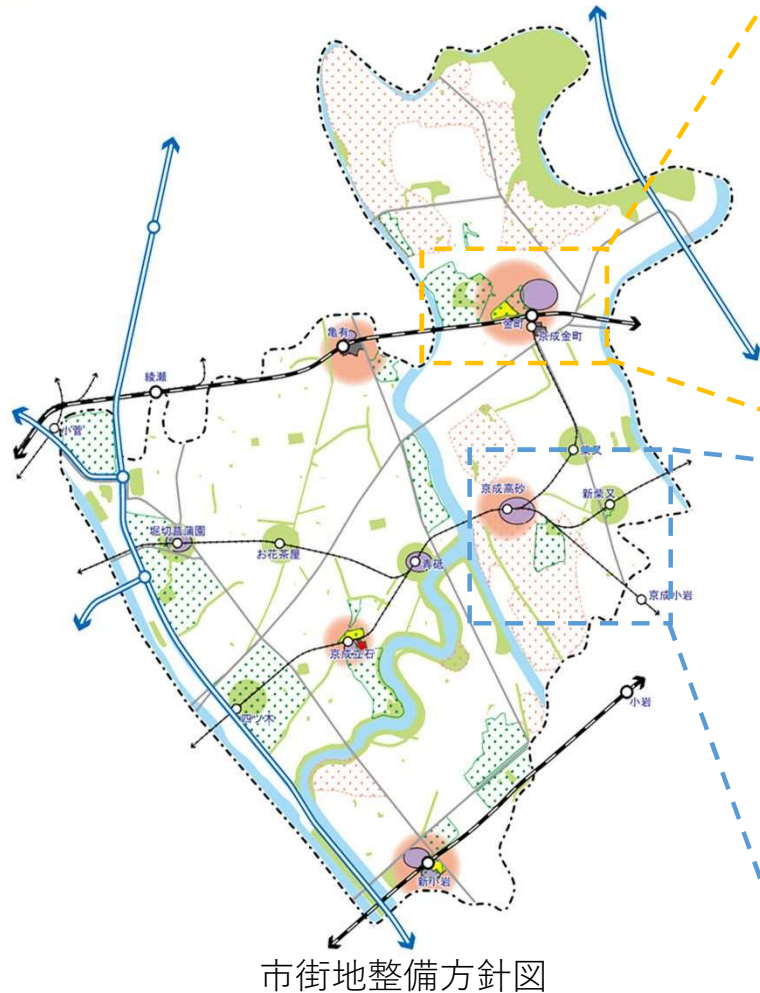 金町
京成金町
亀有
綾瀬
小菅
柴又
京成高砂
新柴又
堀切菖蒲園
お花茶屋
青砥
京成小岩
京成立石
小岩
四ツ木
新小岩
市街地整備方針図